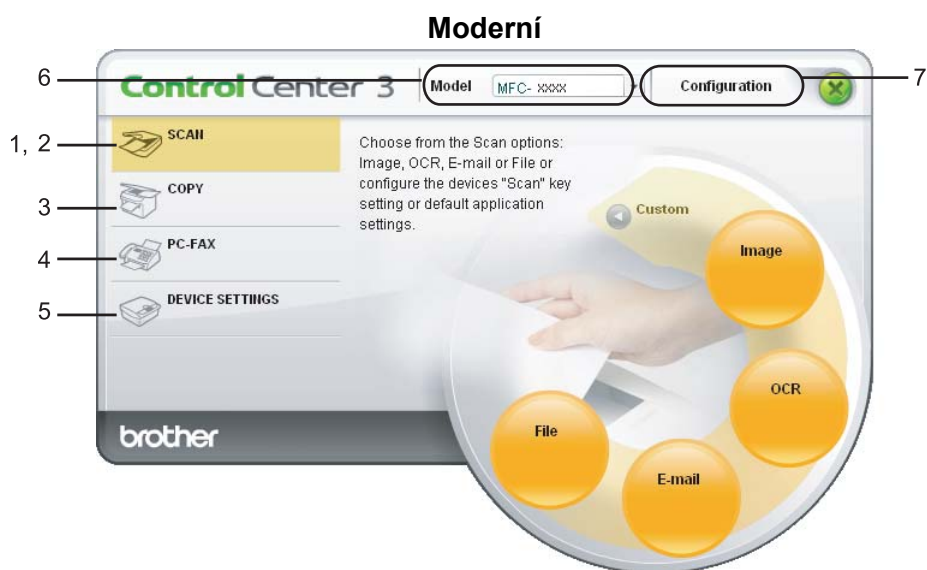 Moderní
6
Control Center 3
Model
MFC- XXXX
Configuration
7
1, 2
SCAN
3
COPY
4
PC-FAX
5
DEVICE SETTINGS
Choose from the Scan options:
Image, OCR, E-mail or File or
configure the devices "Scan" key
setting or default application
settings.
Custom
Image
OCR
E-mail
File
brother